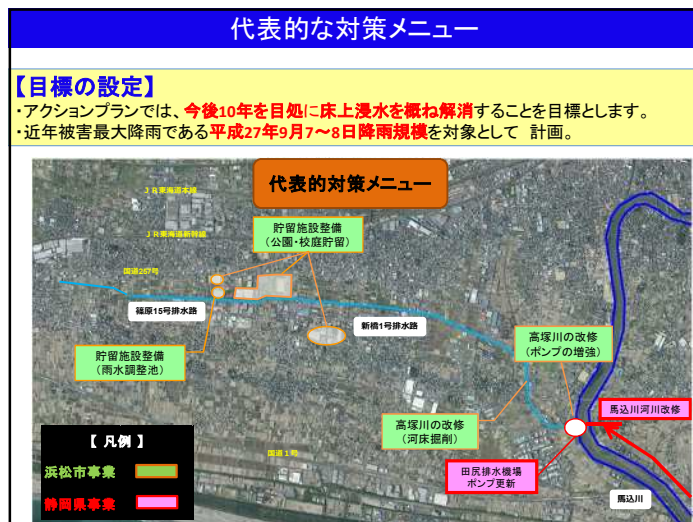 代表的な対策メニュー
【目標の設定】
・アクションプランでは、今後10年を目処に床上浸水を概ね解消することを目標とします。
・近年被害最大降雨である平成27年9月7～8日降雨規模を対象として 計画。
代表的対策メニュー
JR東海道本線
貯留施設整備
(公園・校庭貯留)
JR東海道新幹線
国道257号
篠原15号排水路
新橋1号排水路
高塚川の改修
(ポンプの増強)
貯留施設整備
(雨水調整池)
馬込川河川改修
高塚川の改修
(河床掘削)
【 凡例 】
浜松市事業
静岡県事業
国道1号
田尻排水機場
ポンプ更新
馬込川